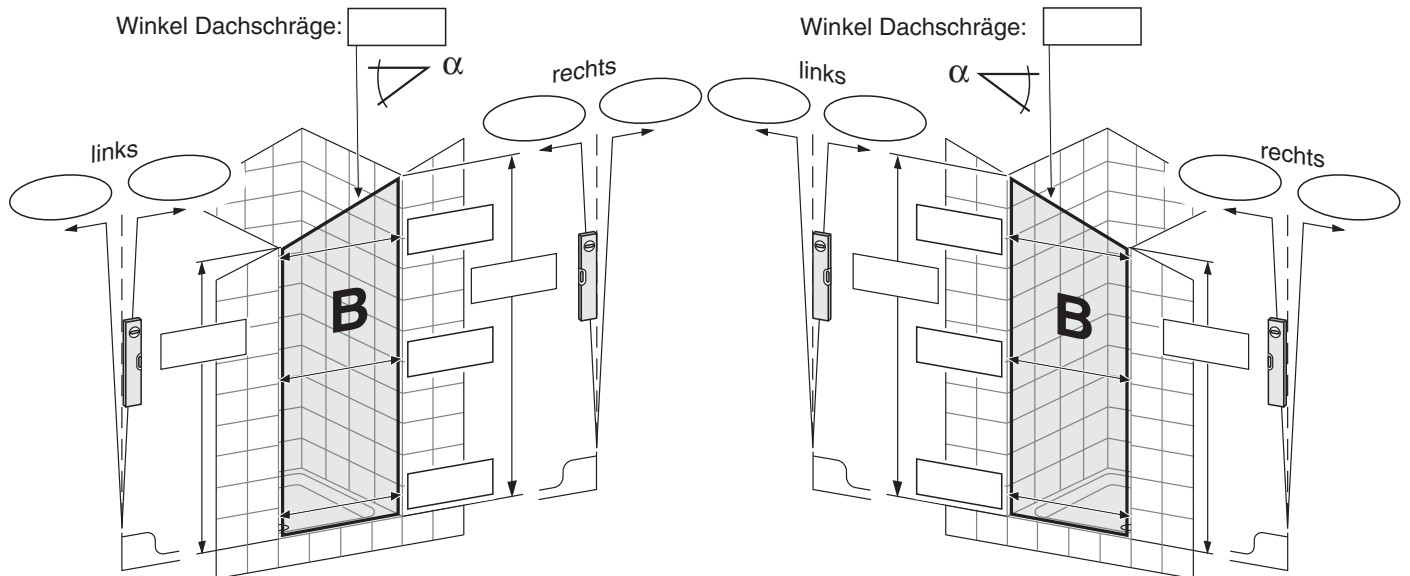 Winkel Dachschräge:
α
links
rechts
B
Winkel Dachschräge:
α
links
rechts
B